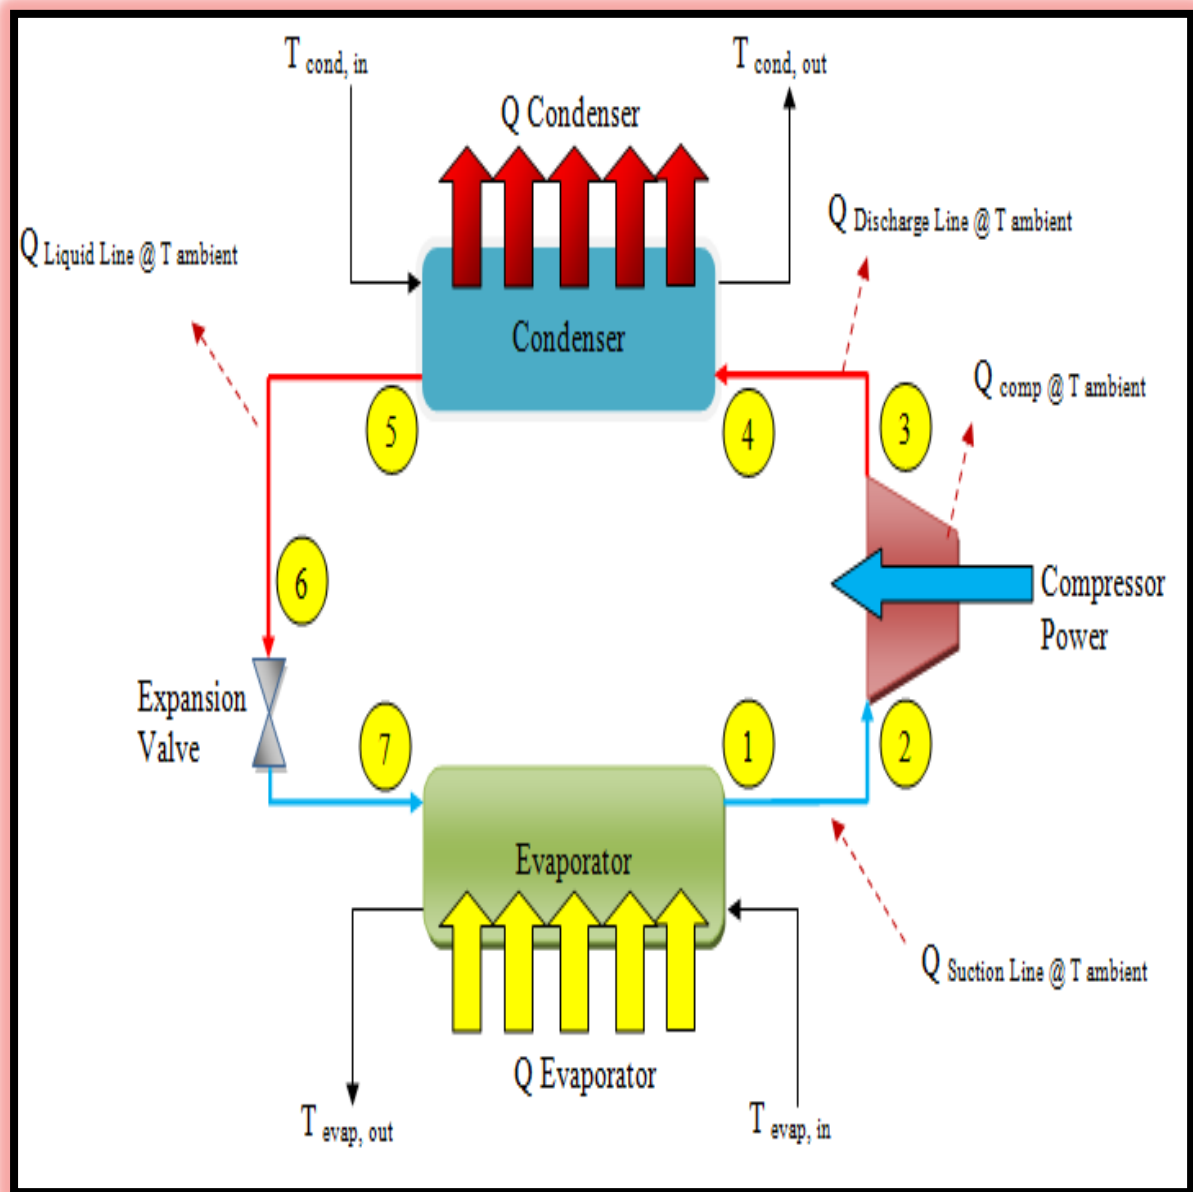 T cond, in
T cond, out
Q Condenser
Q Discharge Line @ T ambient
Q Liquid Line @ T ambient
Condenser
Q comp @ T ambient
5
4
3
6
Compressor
Power
Expansion
Valve
7
1
2
Evaporator
Q Suction Line @ T ambient
Q Evaporator
T evap, out
T evap, in